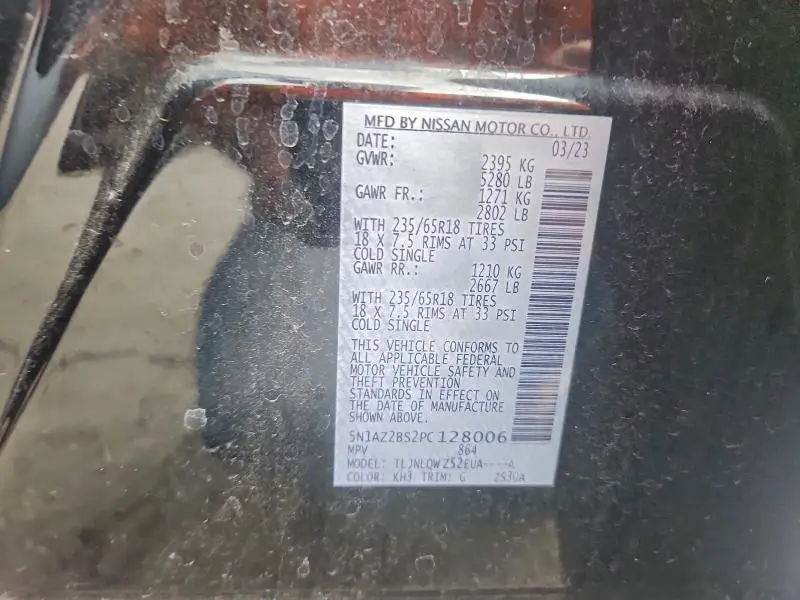 MFD BY NISSAN MOTOR CO., LTD.
DATE: 03/23
GVWR: 2395 KG
5280 LB
GAWR FR.: 1271 KG
2802 LB
WITH 235/65R18 TIRES
18 X 7.5 RIMS AT 33 PSI
COLD SINGLE
GAWR RR.: 1210 KG
2667 LB
WITH 235/65R18 TIRES
18 X 7.5 RIMS AT 33 PSI
COLD SINGLE
THIS VEHICLE CONFORMS TO
ALL APPLICABLE FEDERAL
MOTOR VEHICLE SAFETY AND
THEFT PREVENTION
STANDARDS IN EFFECT ON
THE DATE OF MANUFACTURE
SHOWN ABOVE.
5N1AZ2BS2PC128006
MPV 864
MODEL: TLJNLQWZ52EUA----A
COLOR: KH3 TRIM: G